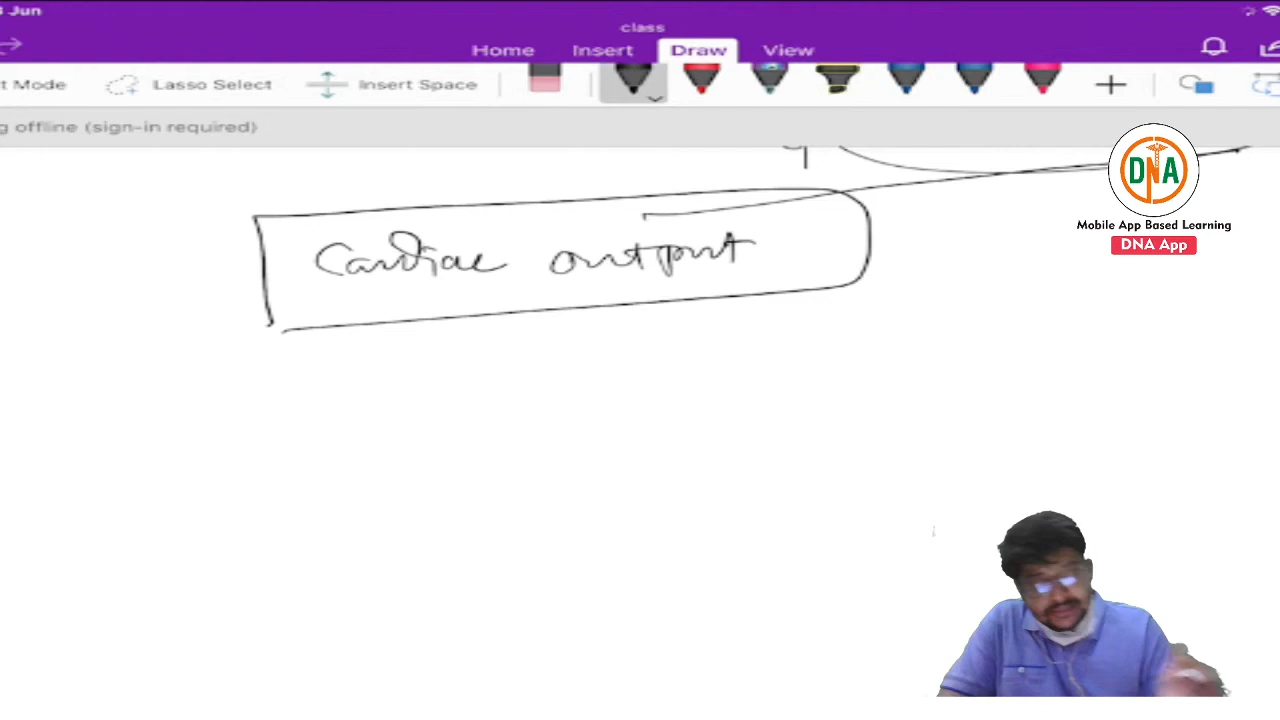 3 Jun
class
Home Insert Draw View
t Mode Lasso Select Insert Space
g offline (sign-in required)
DNA
Mobile App Based Learning
DNA App
Cardiac output